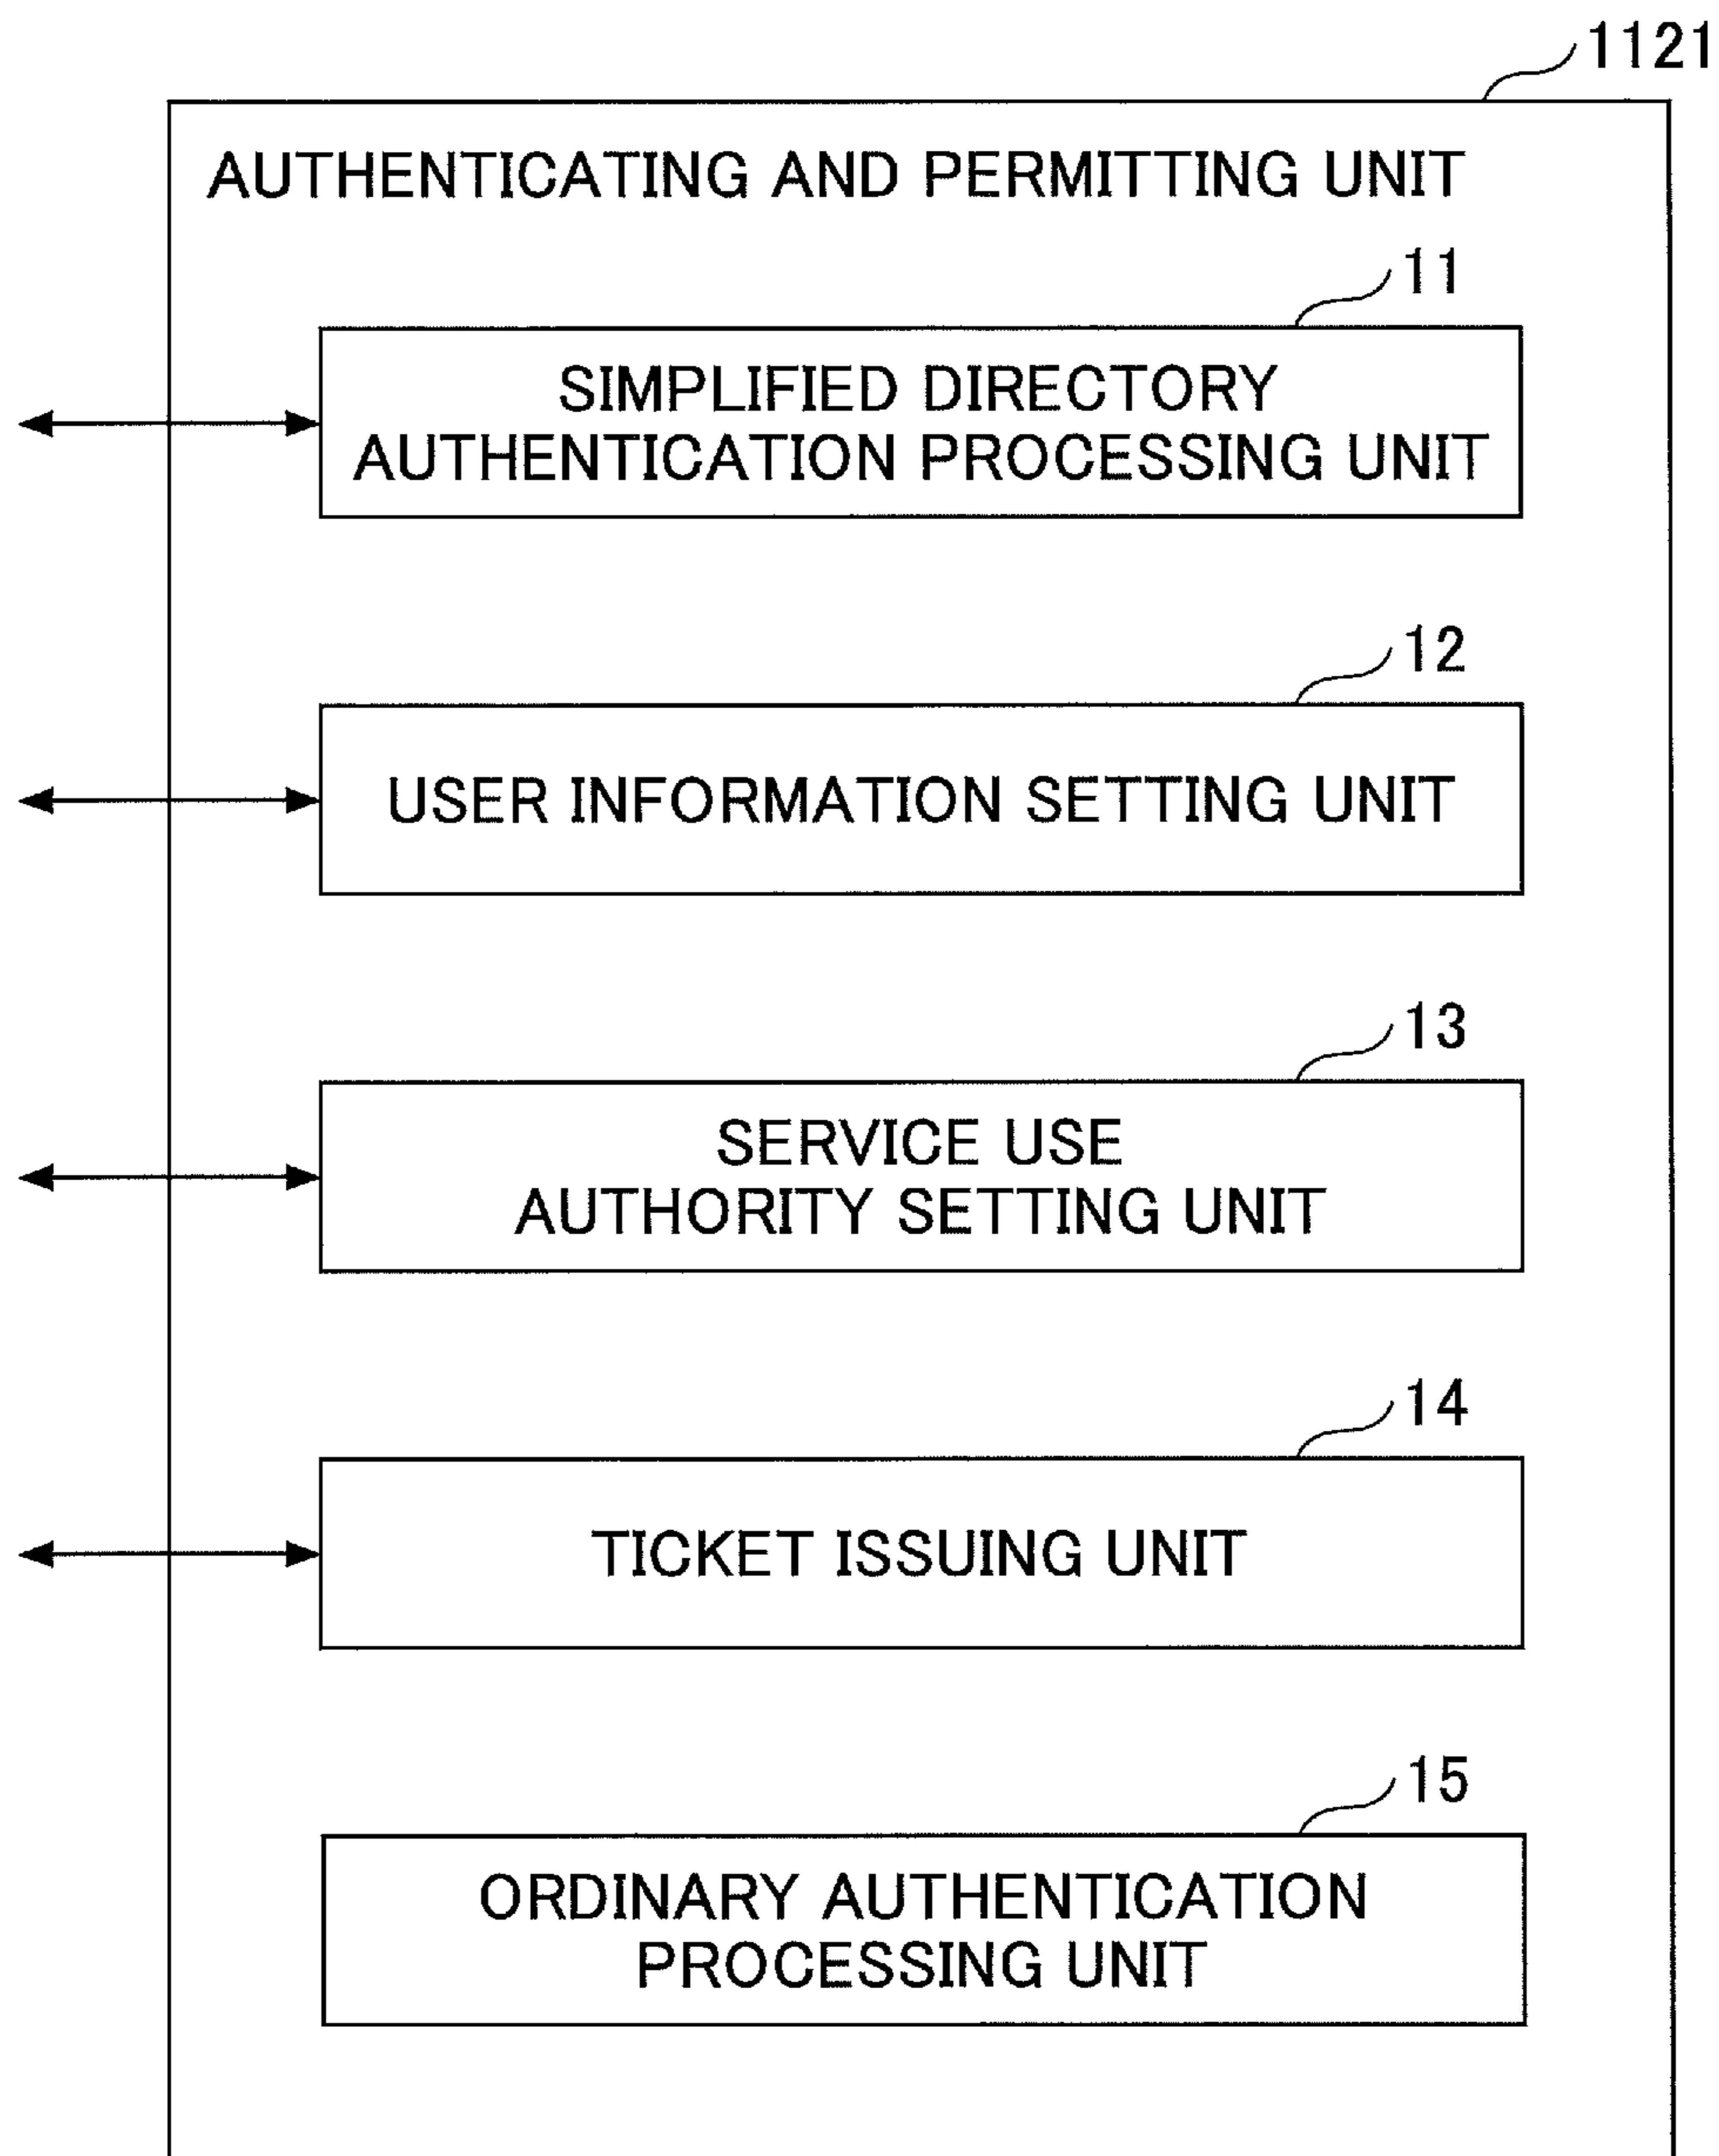 1121
AUTHENTICATING AND PERMITTING UNIT
11
SIMPLIFIED DIRECTORY
AUTHENTICATION PROCESSING UNIT
12
USER INFORMATION SETTING UNIT
13
SERVICE USE
AUTHORITY SETTING UNIT
14
TICKET ISSUING UNIT
15
ORDINARY AUTHENTICATION
PROCESSING UNIT